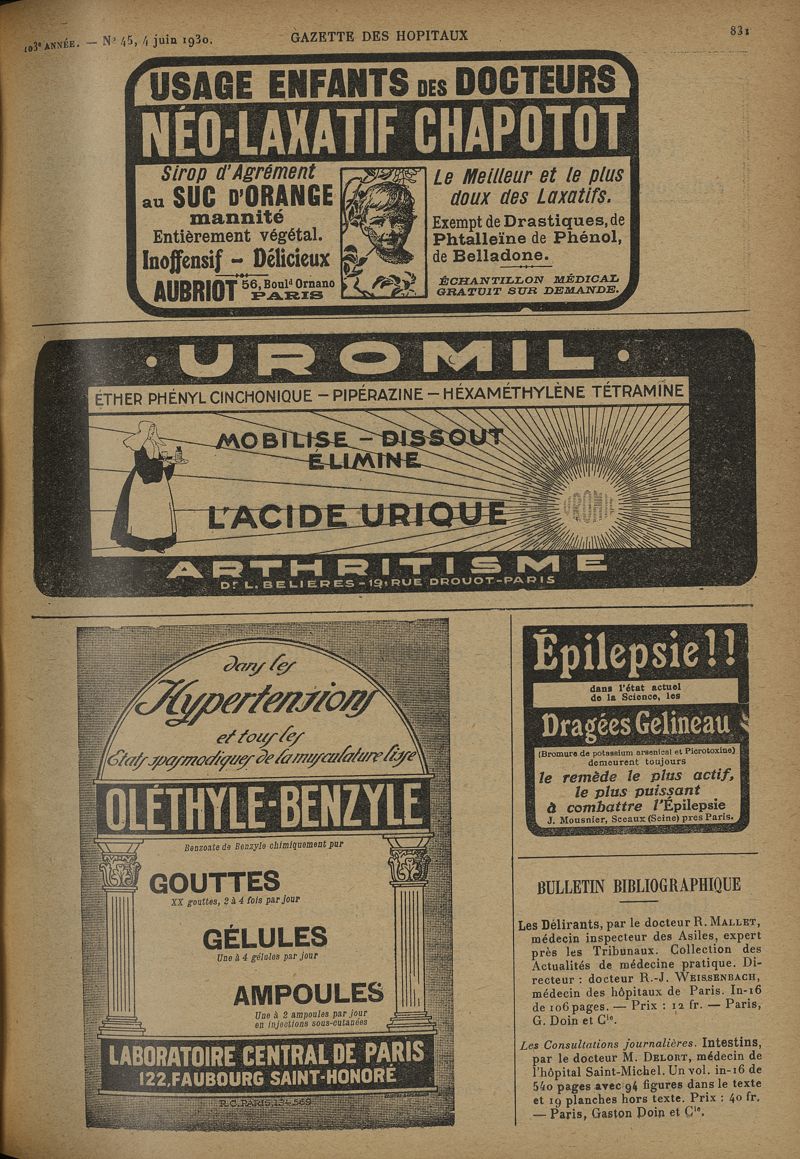 103e ANNÉE. — No 45, 4 juin 1930.
GAZETTE DES HOPITAUX
831
USAGE ENFANTS DES DOCTEURS
NÉO-LAXATIF CHAPOTOT
Sirop d'Agrément
au SUC D'ORANGE
mannité
Entièrement végétal.
Inoffensif - Délicieux
AUBRIOT 56, Bould Ornano
PARIS
Le Meilleur et le plus
doux des Laxatifs.
Exempt de Drastiques, de
Phtalleïne de Phénol,
de Belladone.
ÉCHANTILLON MÉDICAL
GRATUIT SUR DEMANDE.
· UROMIL ·
ÉTHER PHÉNYL CINCHONIQUE — PIPÉRAZINE — HÉXAMÉTHYLÈNE TÉTRAMINE
MOBILISE - DISSOUT
ÉLIMINE
L'ACIDE URIQUE
UROMIL
ARTHRITISME
Dr L. BELIERES - 19, RUE DROUOT - PARIS
dans les
Hypertensions
et tous les
États spasmodiques de la musculature lisse
OLÉTHYLE-BENZYLE
Benzoate de Benzyle chimiquement pur
GOUTTES
XX gouttes, 2 à 4 fois par jour
GÉLULES
Une à 4 gélules par jour
AMPOULES
Une à 2 ampoules par jour
en injections sous-cutanées
LABORATOIRE CENTRAL DE PARIS
122, FAUBOURG SAINT-HONORÉ
R.C. PARIS. 134.569
Épilepsie!!
dans l'état actuel
de la Science, les
Dragées Gelineau
(Bromure de potassium arsenical et Picrotoxine)
demeurent toujours
le remède le plus actif,
le plus puissant
à combattre l'Épilepsie
J. Mousnier, Sceaux (Seine) près Paris.
BULLETIN BIBLIOGRAPHIQUE
Les Délirants, par le docteur R. MALLET,
médecin inspecteur des Asiles, expert
près les Tribunaux. Collection des
Actualités de médecine pratique. Di-
recteur : docteur R.-J. WEISSENBACH,
médecin des hôpitaux de Paris. In-16
de 106 pages. — Prix : 12 fr. — Paris,
G. Doin et Cie.
Les Consultations journalières. Intestins,
par le docteur M. DELORT, médecin de
l'hôpital Saint-Michel. Un vol. in-16 de
540 pages avec 94 figures dans le texte
et 19 planches hors texte. Prix : 40 fr.
— Paris, Gaston Doin et Cie.